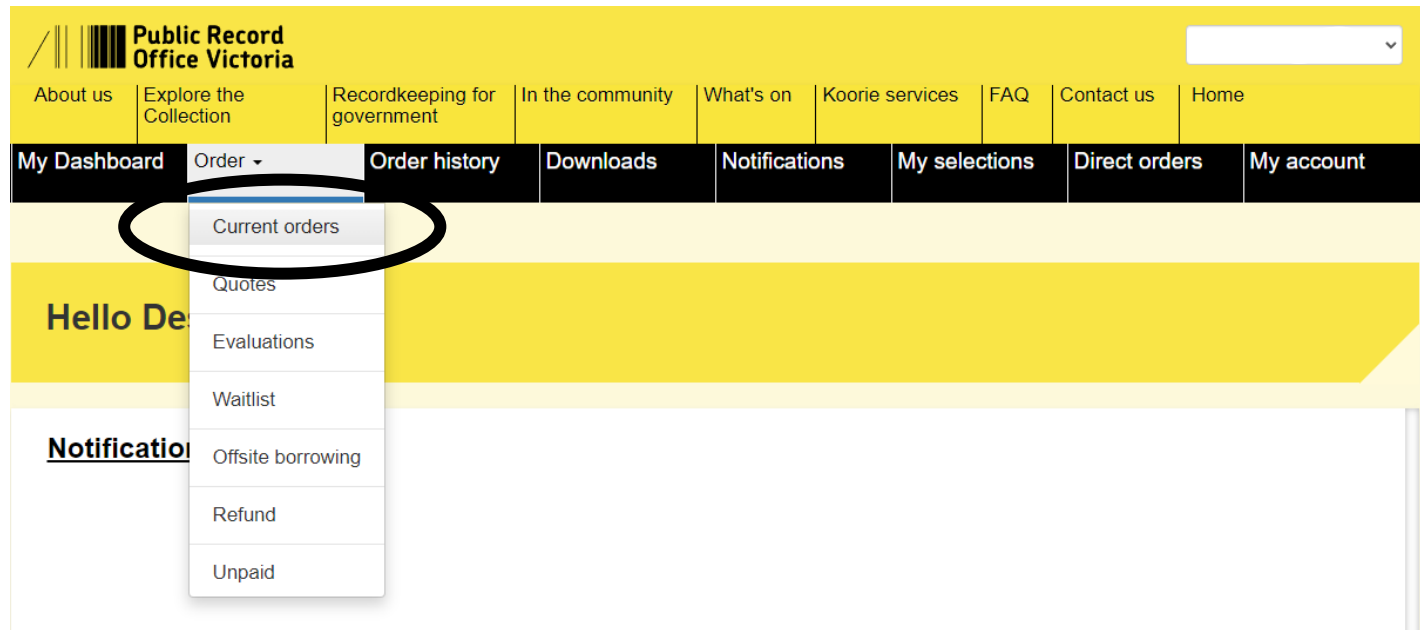 Public Record
Office Victoria
About us
Explore the
Collection
Recordkeeping for
government
In the community
What's on
Koorie services
FAQ
Contact us
Home
My Dashboard
Order
Order history
Downloads
Notifications
My selections
Direct orders
My account
Current orders
Quotes
Hello De
Evaluations
Waitlist
Notificatio
Offsite borrowing
Refund
Unpaid